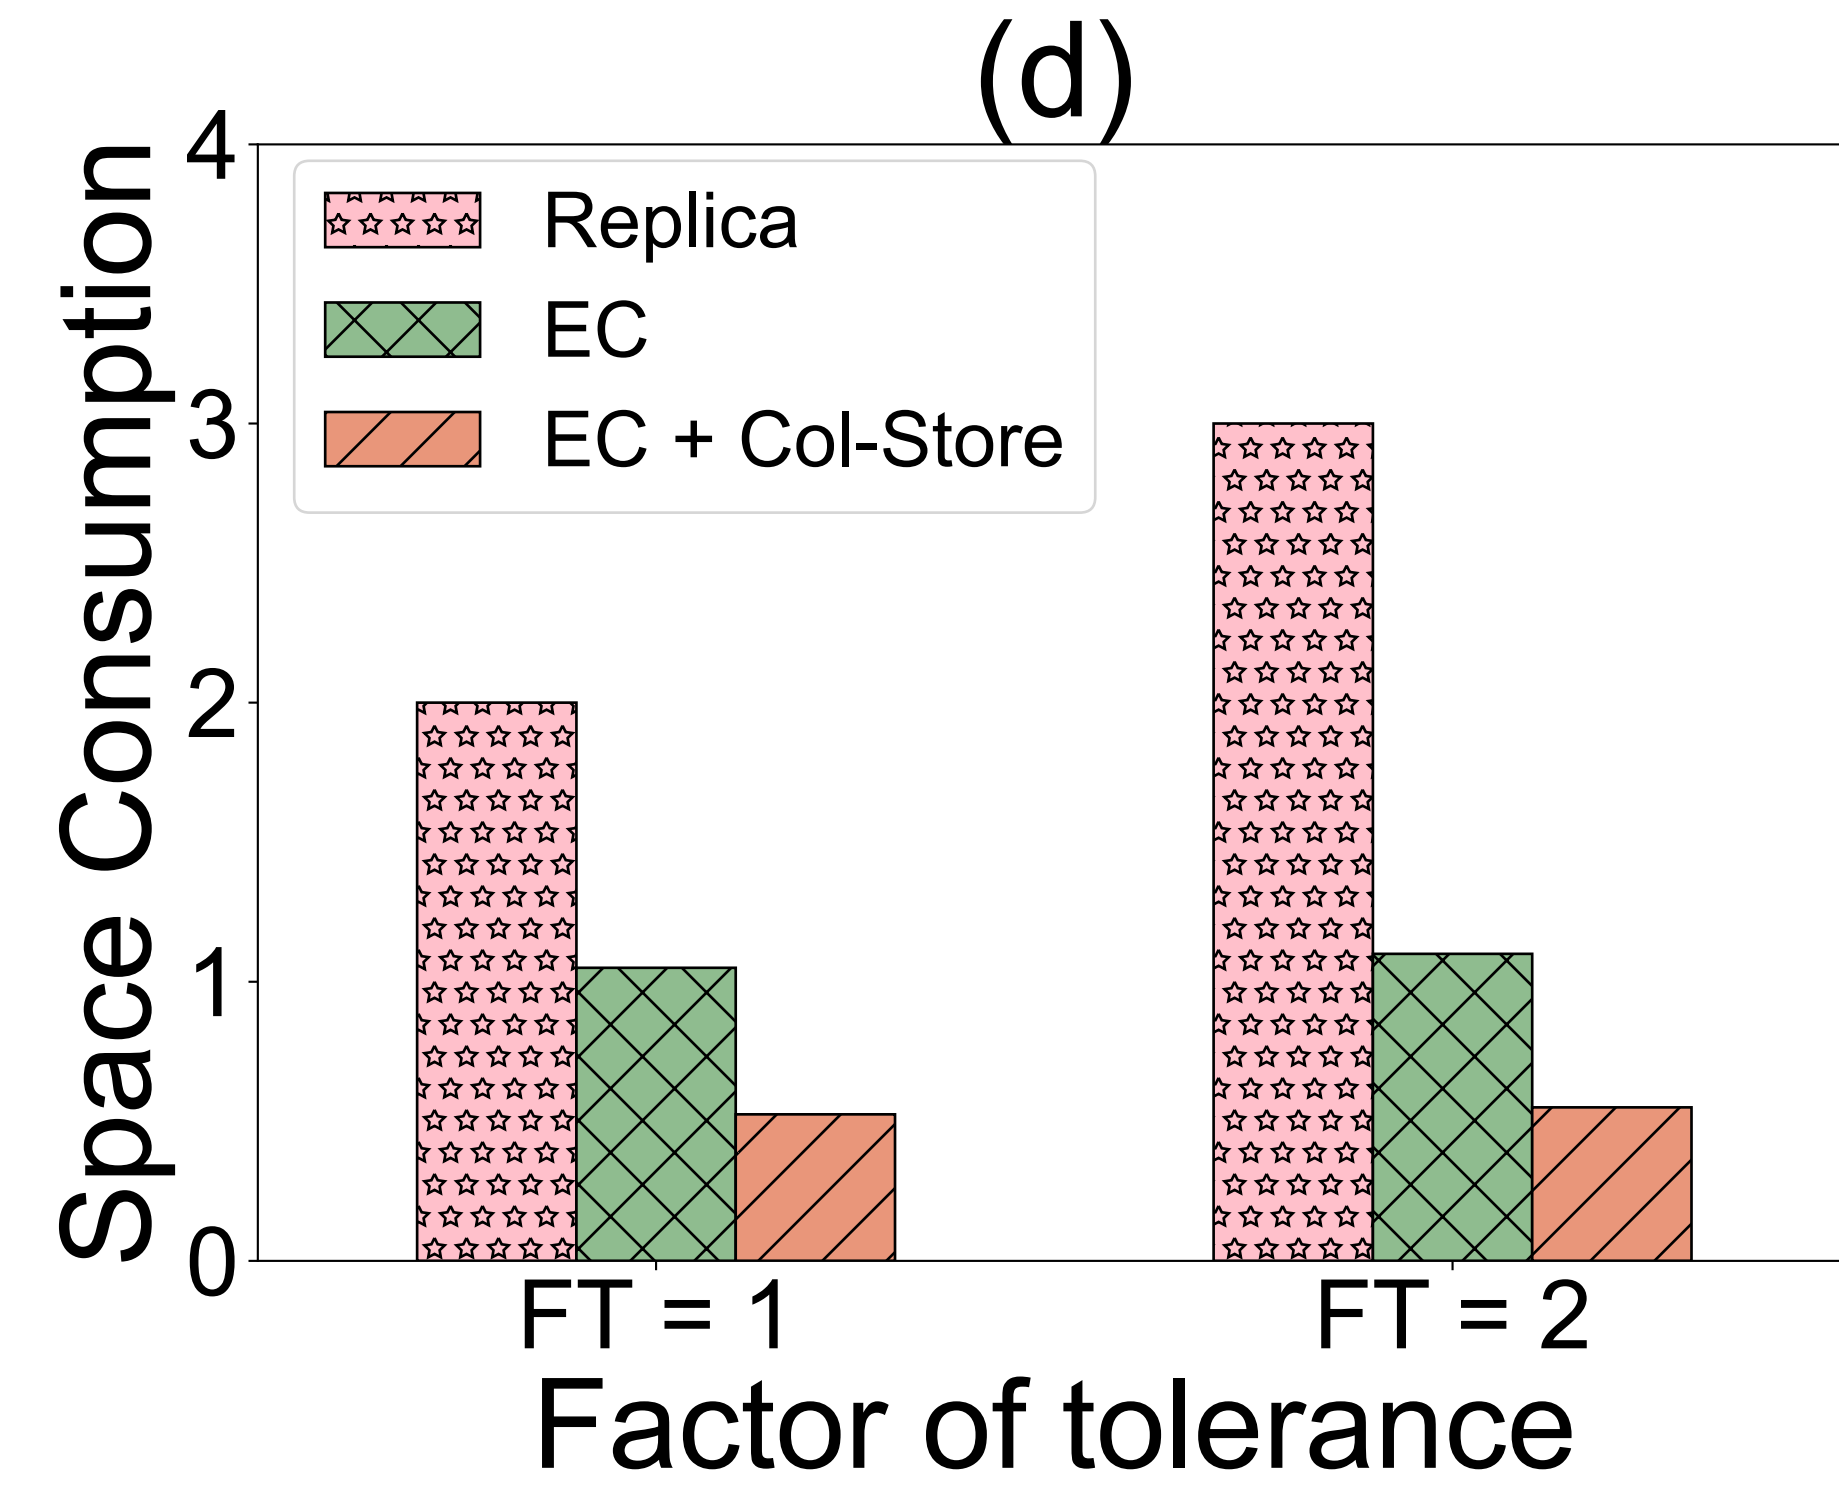 (d)
Space Consumption
4
3
2
1
0
Replica
EC
EC + Col-Store
FT = 1
FT = 2
Factor of tolerance